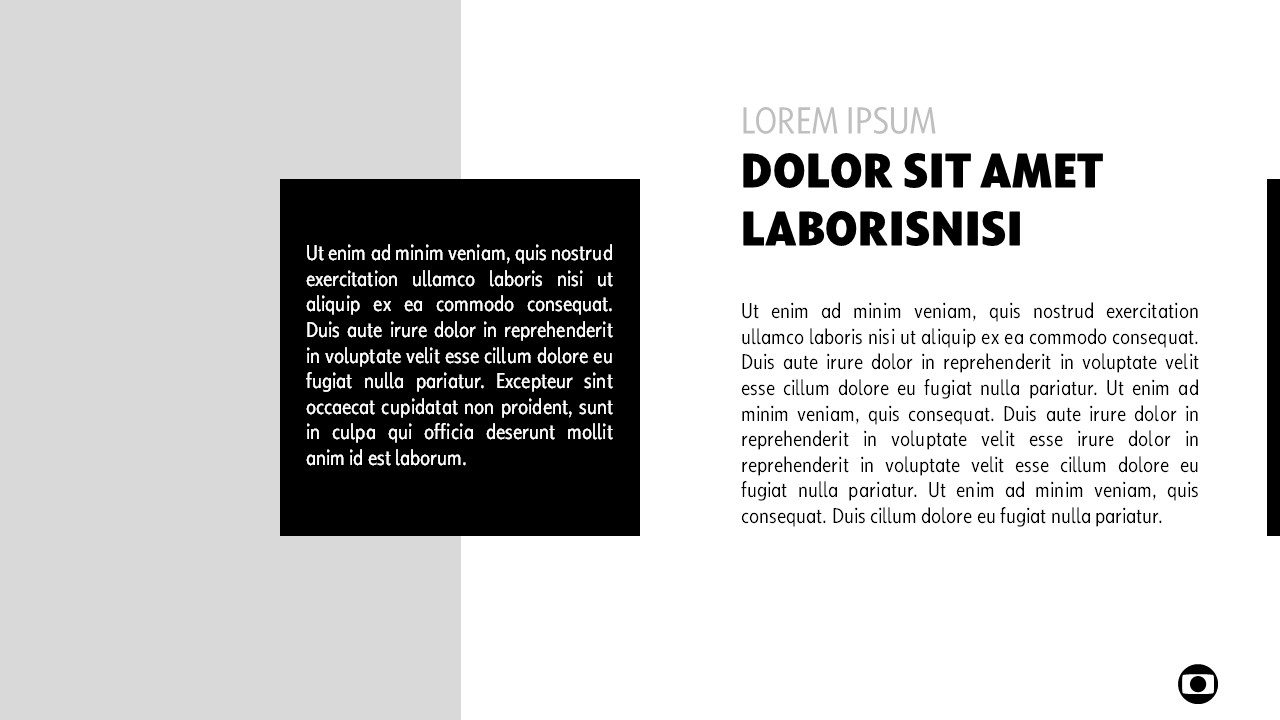 LOREM IPSUM
DOLOR SIT AMET
LABORISNISI
Ut enim ad minim veniam, quis nostrud
exercitation ullamco laboris nisi ut
aliquip ex ea commodo consequat.
Duis aute irure dolor in reprehenderit
in voluptate velit esse cillum dolore eu
fugiat nulla pariatur. Excepteur sint
occaecat cupidatat non proident, sunt
in culpa qui officia deserunt mollit
anim id est laborum.
Ut enim ad minim veniam, quis nostrud exercitation
ullamco laboris nisi ut aliquip ex ea commodo consequat.
Duis aute irure dolor in reprehenderit in voluptate velit
esse cillum dolore eu fugiat nulla pariatur. Ut enim ad
minim veniam, quis consequat. Duis aute irure dolor in
reprehenderit in voluptate velit esse irure dolor in
reprehenderit in voluptate velit esse cillum dolore eu
fugiat nulla pariatur. Ut enim ad minim veniam, quis
consequat. Duis cillum dolore eu fugiat nulla pariatur.